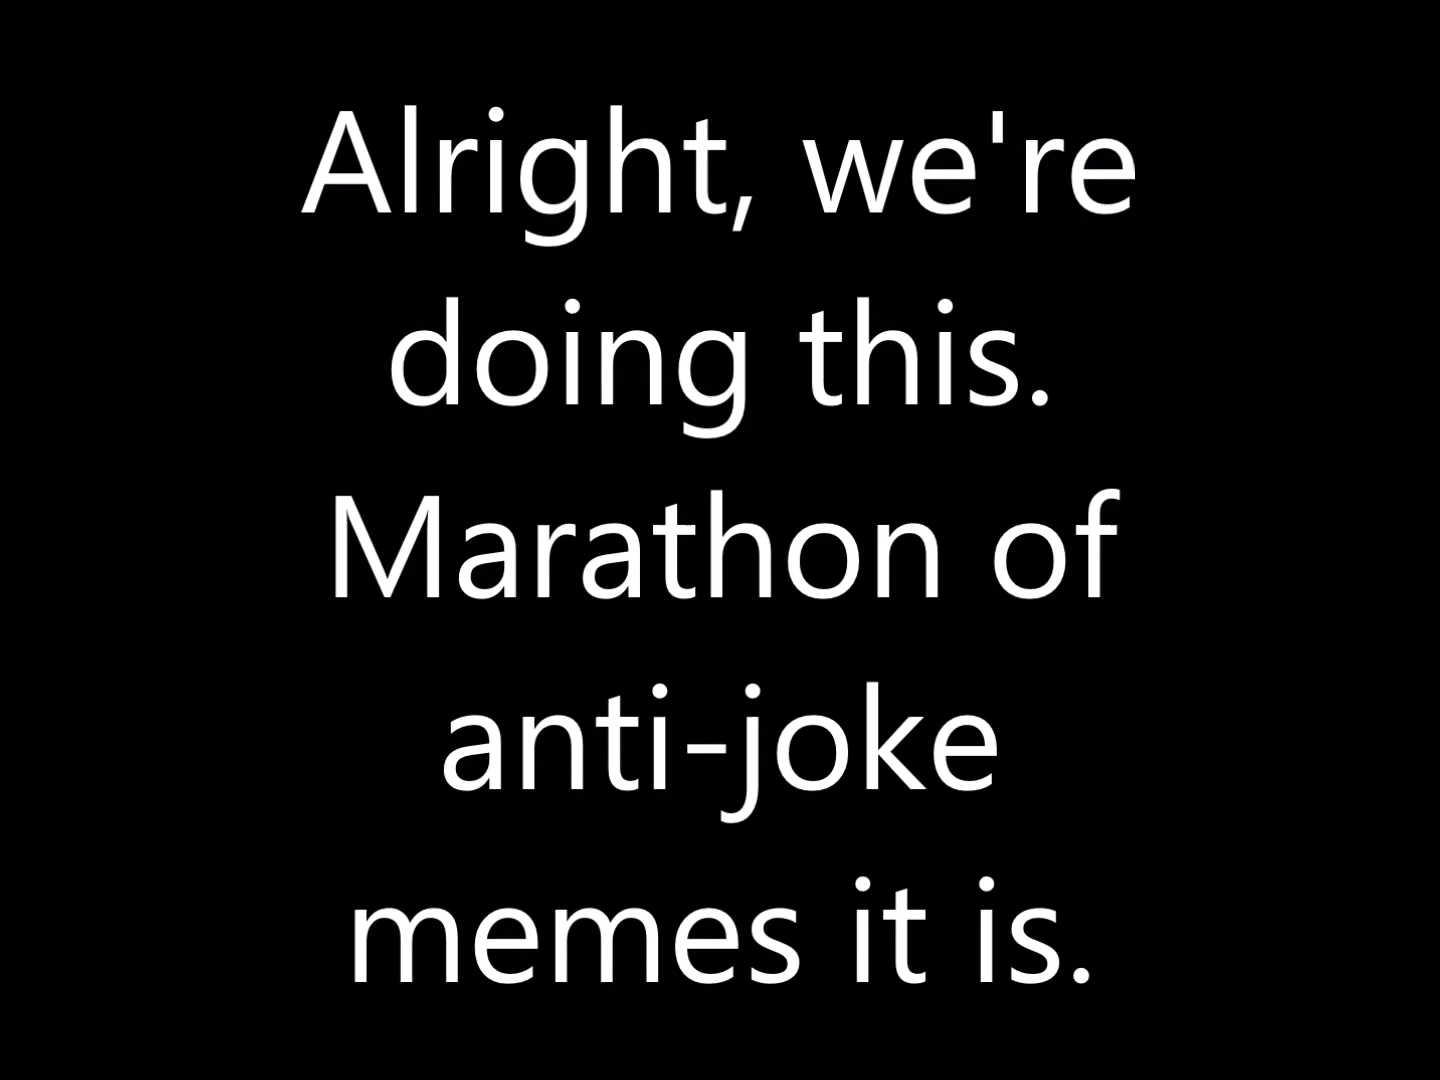 Alright, we're
doing this.
Marathon of
anti-joke
memes it is.